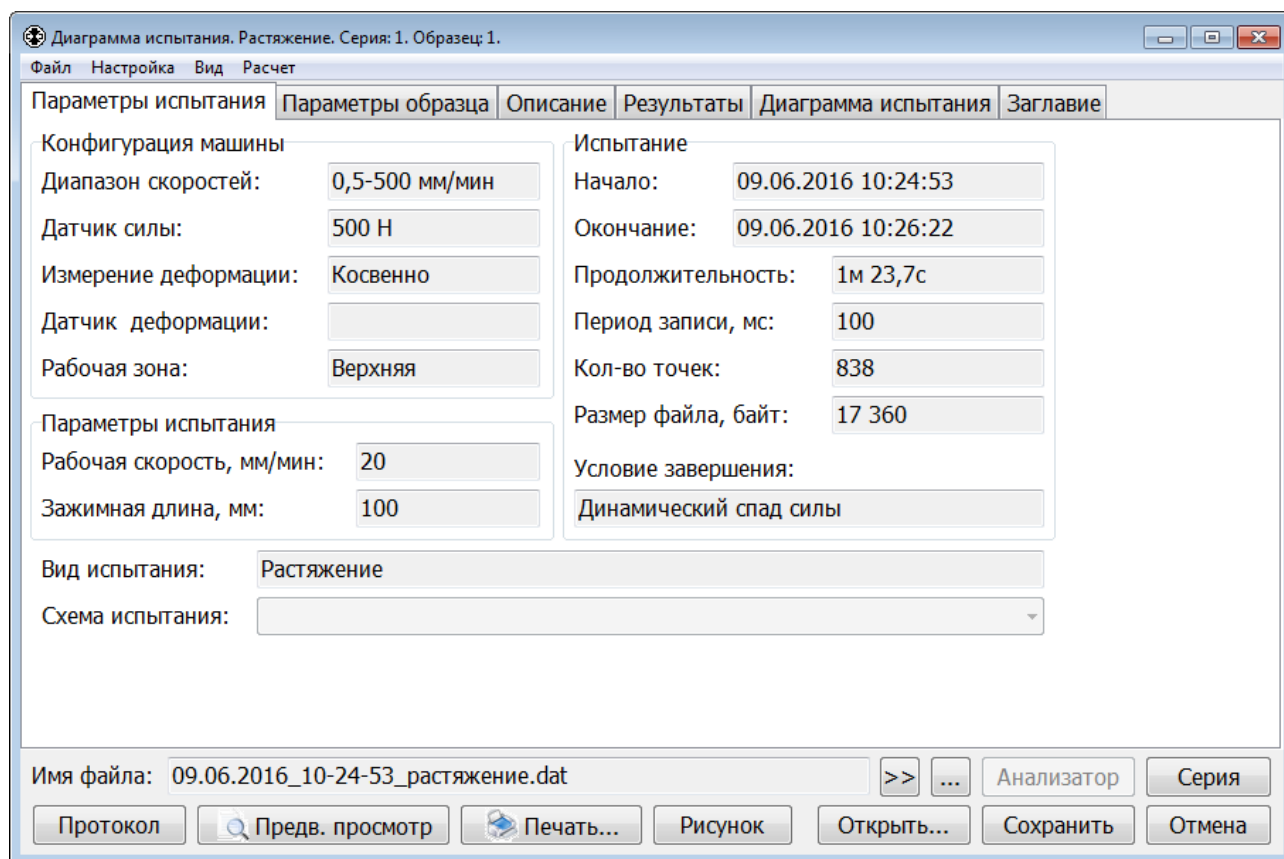 Диаграмма испытания. Растяжение. Серия: 1. Образец: 1.
Файл Настройка Вид Расчет
Параметры испытания Параметры образца Описание Результаты Диаграмма испытания Заглавие
Конфигурация машины
Диапазон скоростей: 0,5-500 мм/мин
Датчик силы: 500 Н
Измерение деформации: Косвенно
Датчик деформации:
Рабочая зона: Верхняя
Параметры испытания
Рабочая скорость, мм/мин: 20
Зажимная длина, мм: 100
Испытание
Начало: 09.06.2016 10:24:53
Окончание: 09.06.2016 10:26:22
Продолжительность: 1м 23,7с
Период записи, мс: 100
Кол-во точек: 838
Размер файла, байт: 17 360
Условие завершения:
Динамический спад силы
Вид испытания: Растяжение
Схема испытания:
Имя файла: 09.06.2016_10-24-53_растяжение.dat >> ... Анализатор Серия
Протокол Предв. просмотр Печать... Рисунок Открыть... Сохранить Отмена